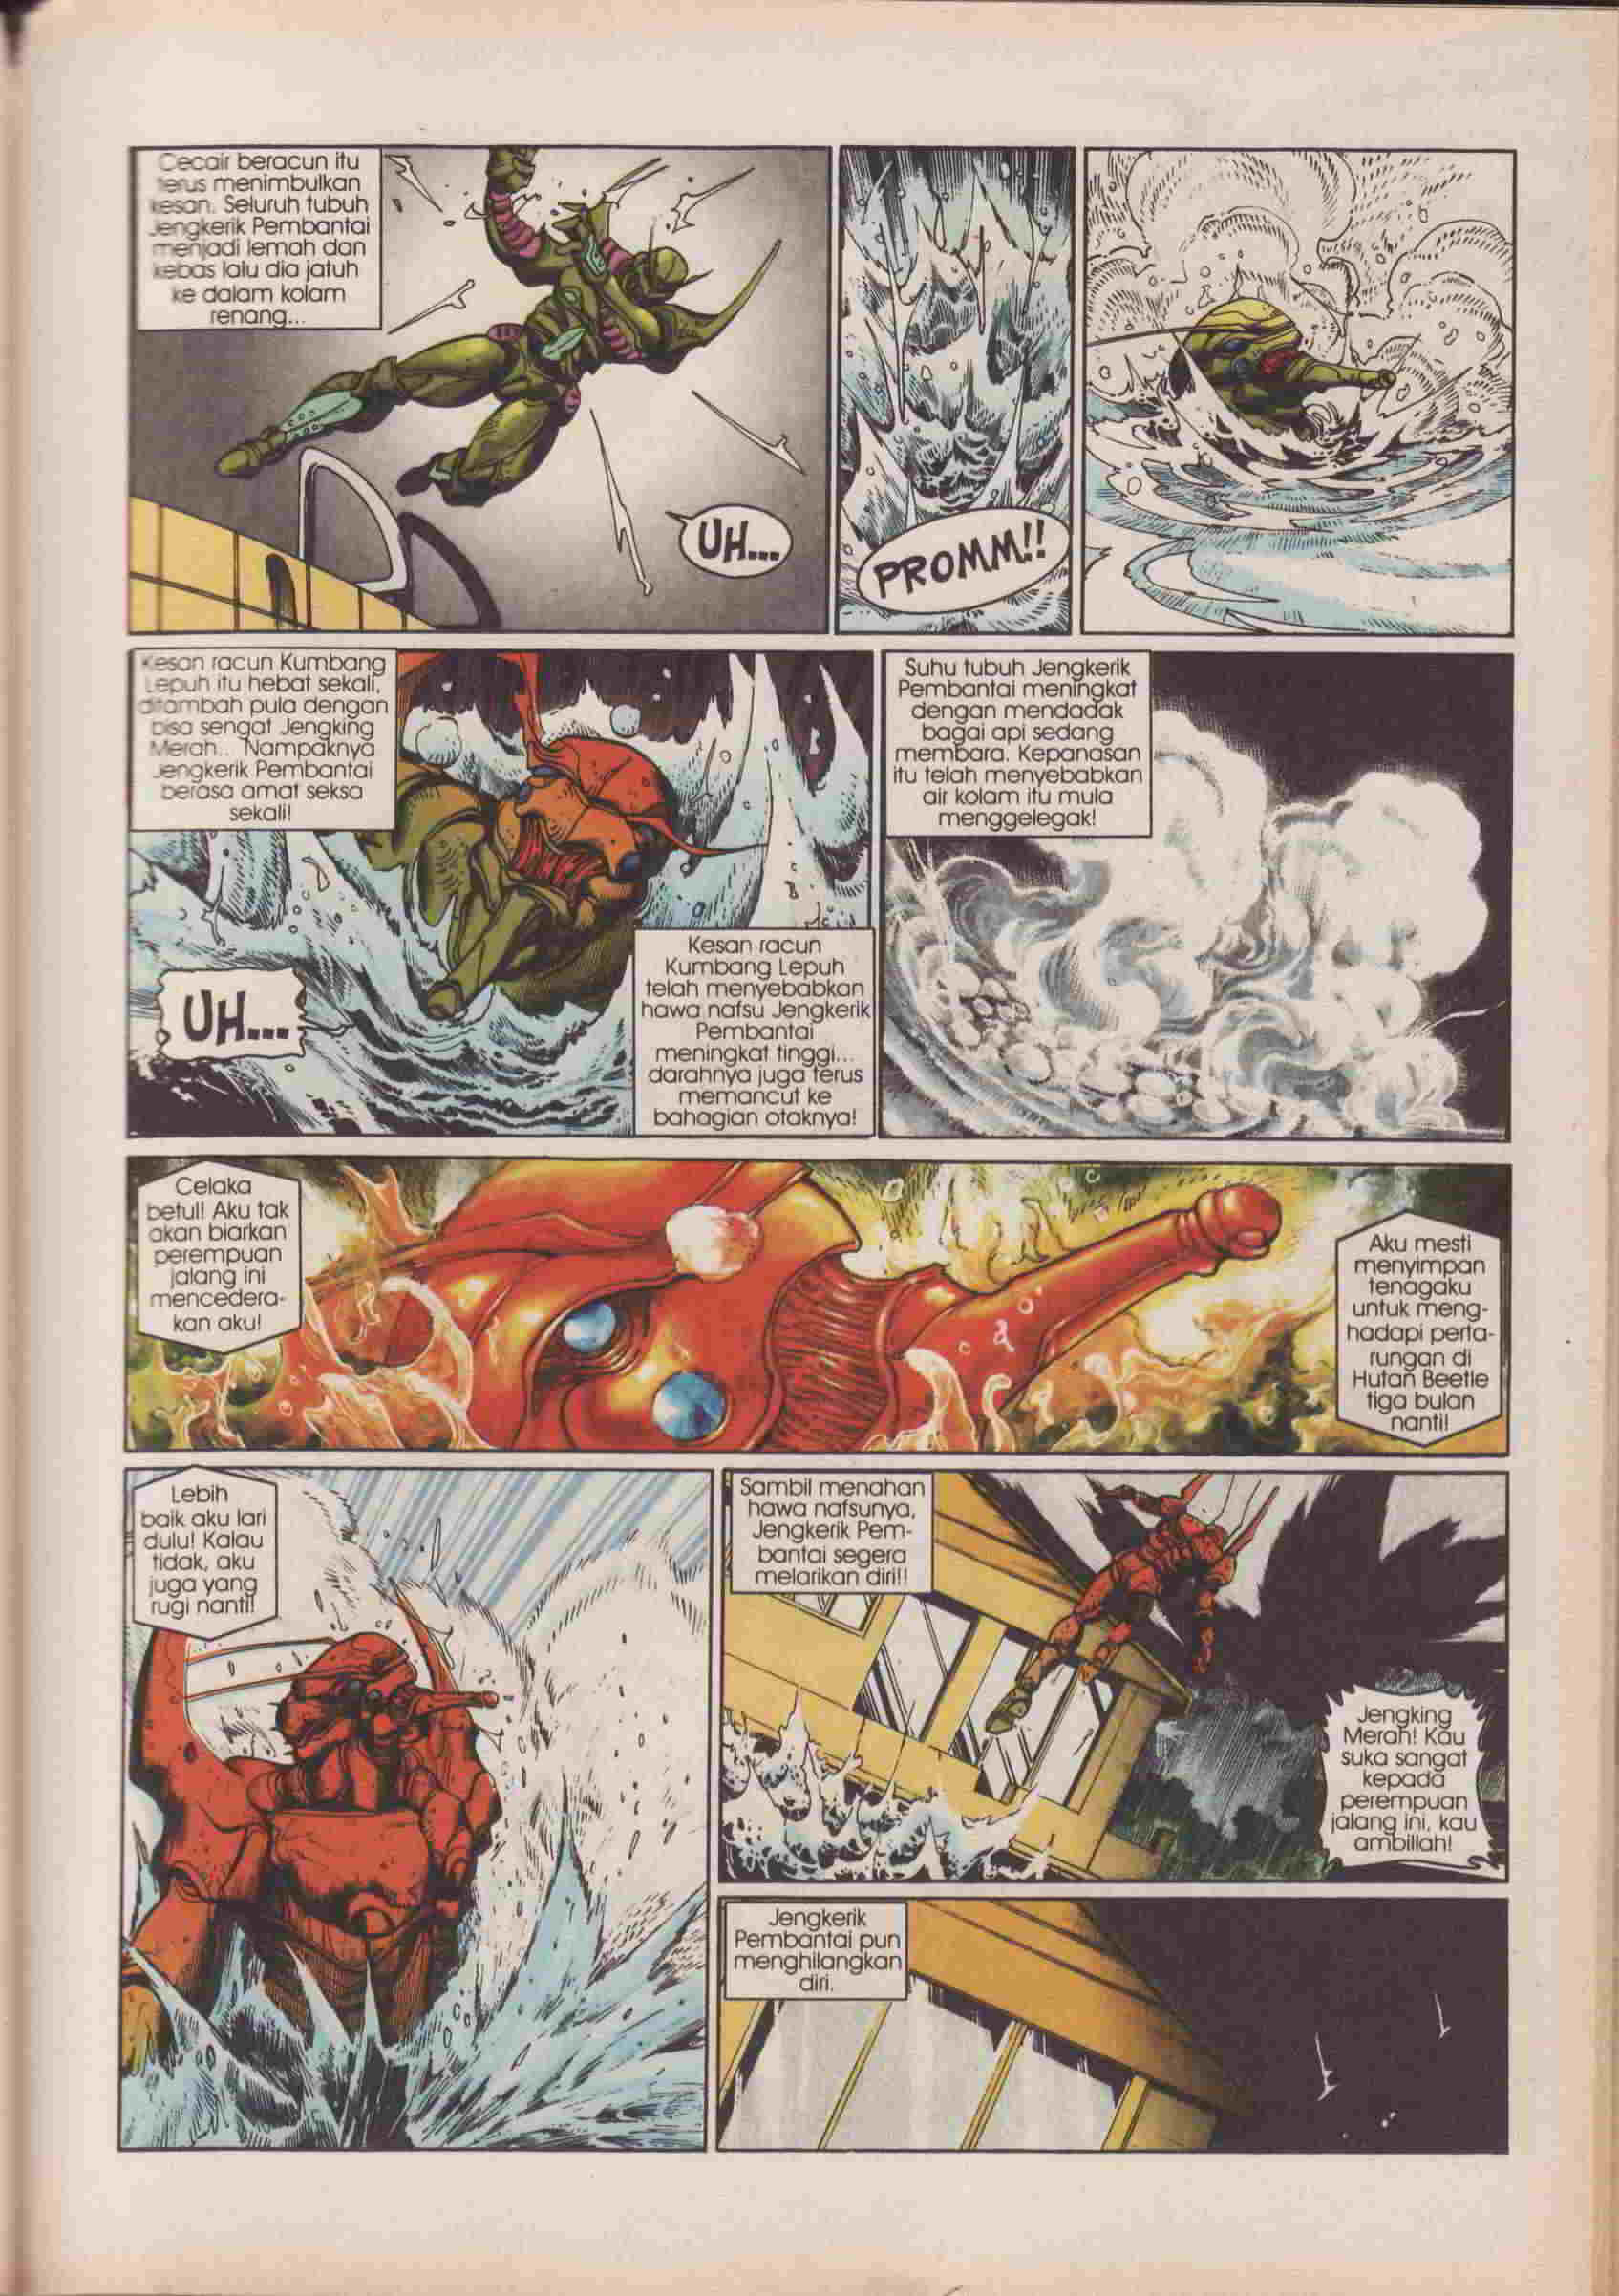 Cecair beracun itu
terus menimbulkan
kesan. Seluruh tubuh
Jengkerik Pembantai
menjadi lemah dan
kebas lalu dia jatuh
ke dalam kolam
renang...
UH...
PROMM!!
Kesan racun Kumbang
Lepuh itu hebat sekali,
ditambah pula dengan
bisa sengat Jengking
Merah.. Nampaknya
Jengkerik Pembantai
berasa amat seksa
sekali!
UH...
Kesan racun
Kumbang Lepuh
telah menyebabkan
hawa nafsu Jengkerik
Pembantai
meningkat tinggi...
darahnya juga terus
memancut ke
bahagian otaknya!
Suhu tubuh Jengkerik
Pembantai meningkat
dengan mendadak
bagai api sedang
membara. Kepanasan
itu telah menyebabkan
air kolam itu mula
menggelegak!
Celaka
betul! Aku tak
akan biarkan
perempuan
jalang ini
mencedera-
kan aku!
Aku mesti
menyimpan
tenagaku
untuk meng-
hadapi perta-
rungan di
Hutan Beetle
tiga bulan
nanti!
Lebih
baik aku lari
dulu! Kalau
tidak, aku
juga yang
rugi nanti!
Sambil menahan
hawa nafsunya,
Jengkerik Pem-
bantai segera
melarikan diri!!
Jengking
Merah! Kau
suka sangat
kepada
perempuan
jalang ini, kau
ambillah!
Jengkerik
Pembantai pun
menghilangkan
diri.